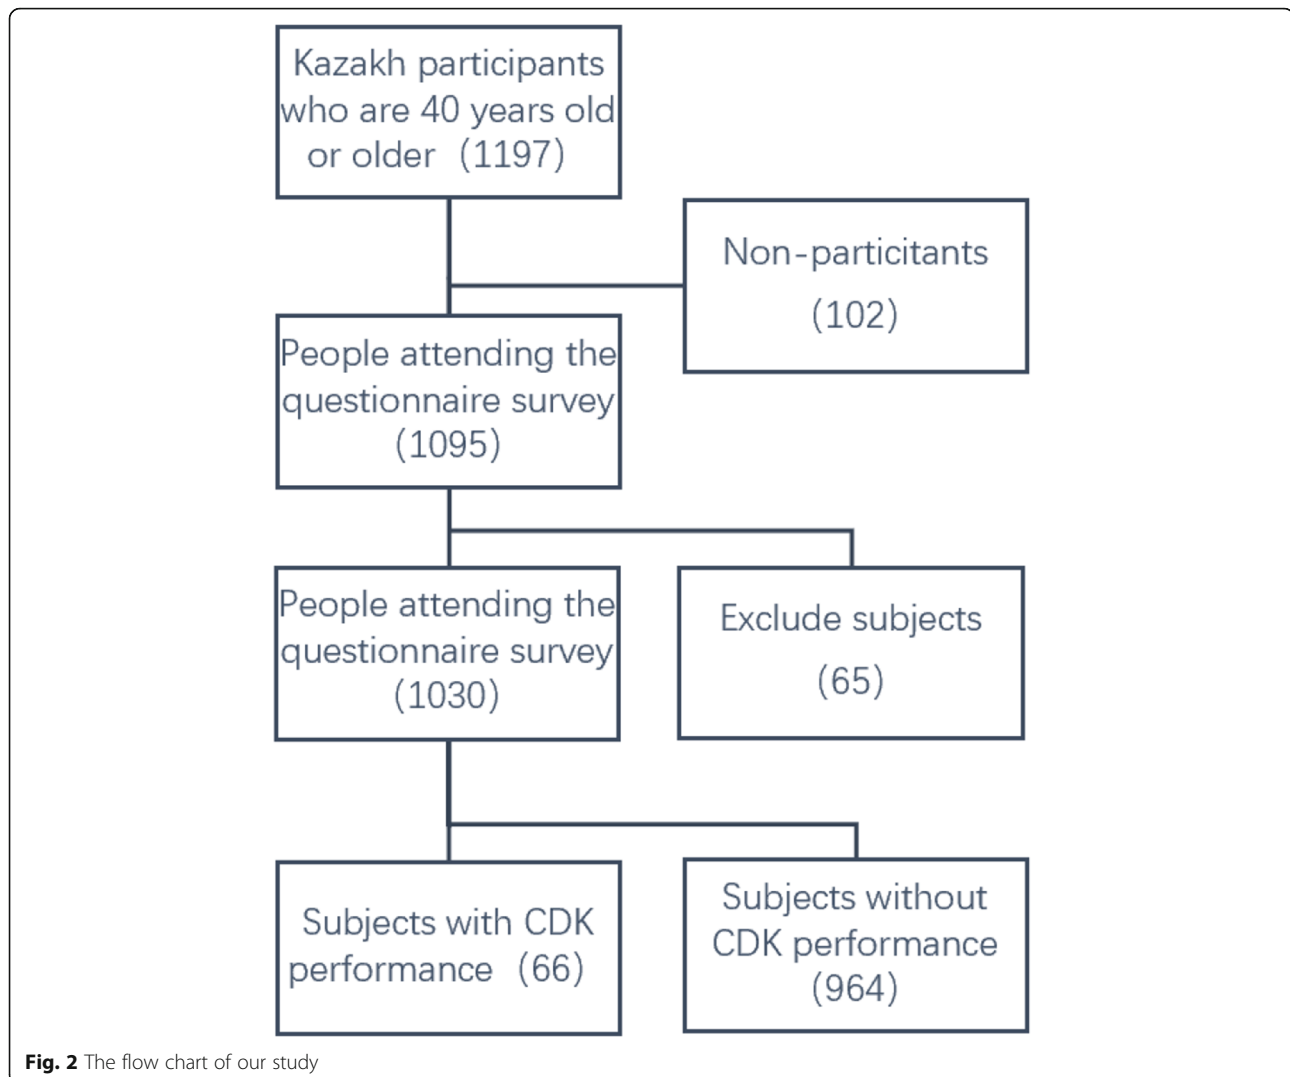 Kazakh participants
who are 40 years old
or older (1197)
Non-particitants
(102)
People attending the
questionnaire survey
(1095)
People attending the
questionnaire survey
(1030)
Exclude subjects
(65)
Subjects with CDK
performance (66)
Subjects without
CDK performance
(964)
Fig. 2 The flow chart of our study